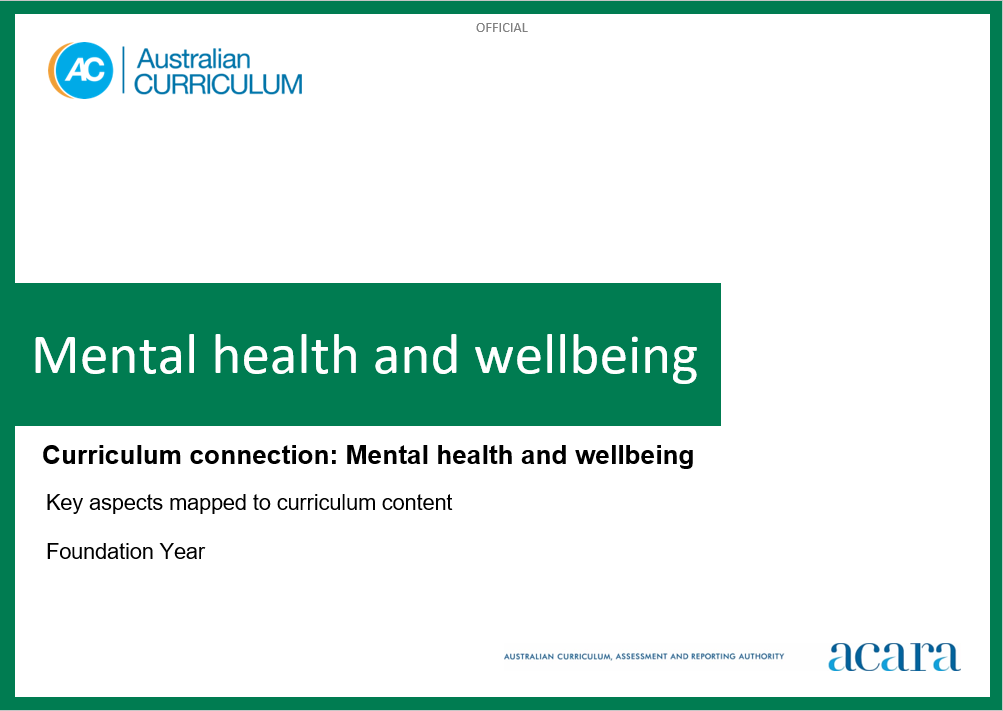 OFFICIAL
AC
Australian
CURRICULUM
Mental health and wellbeing
Curriculum connection: Mental health and wellbeing
Key aspects mapped to curriculum content
Foundation Year
AUSTRALIAN CURRICULUM, ASSESSMENT AND REPORTING AUTHORITY
acara